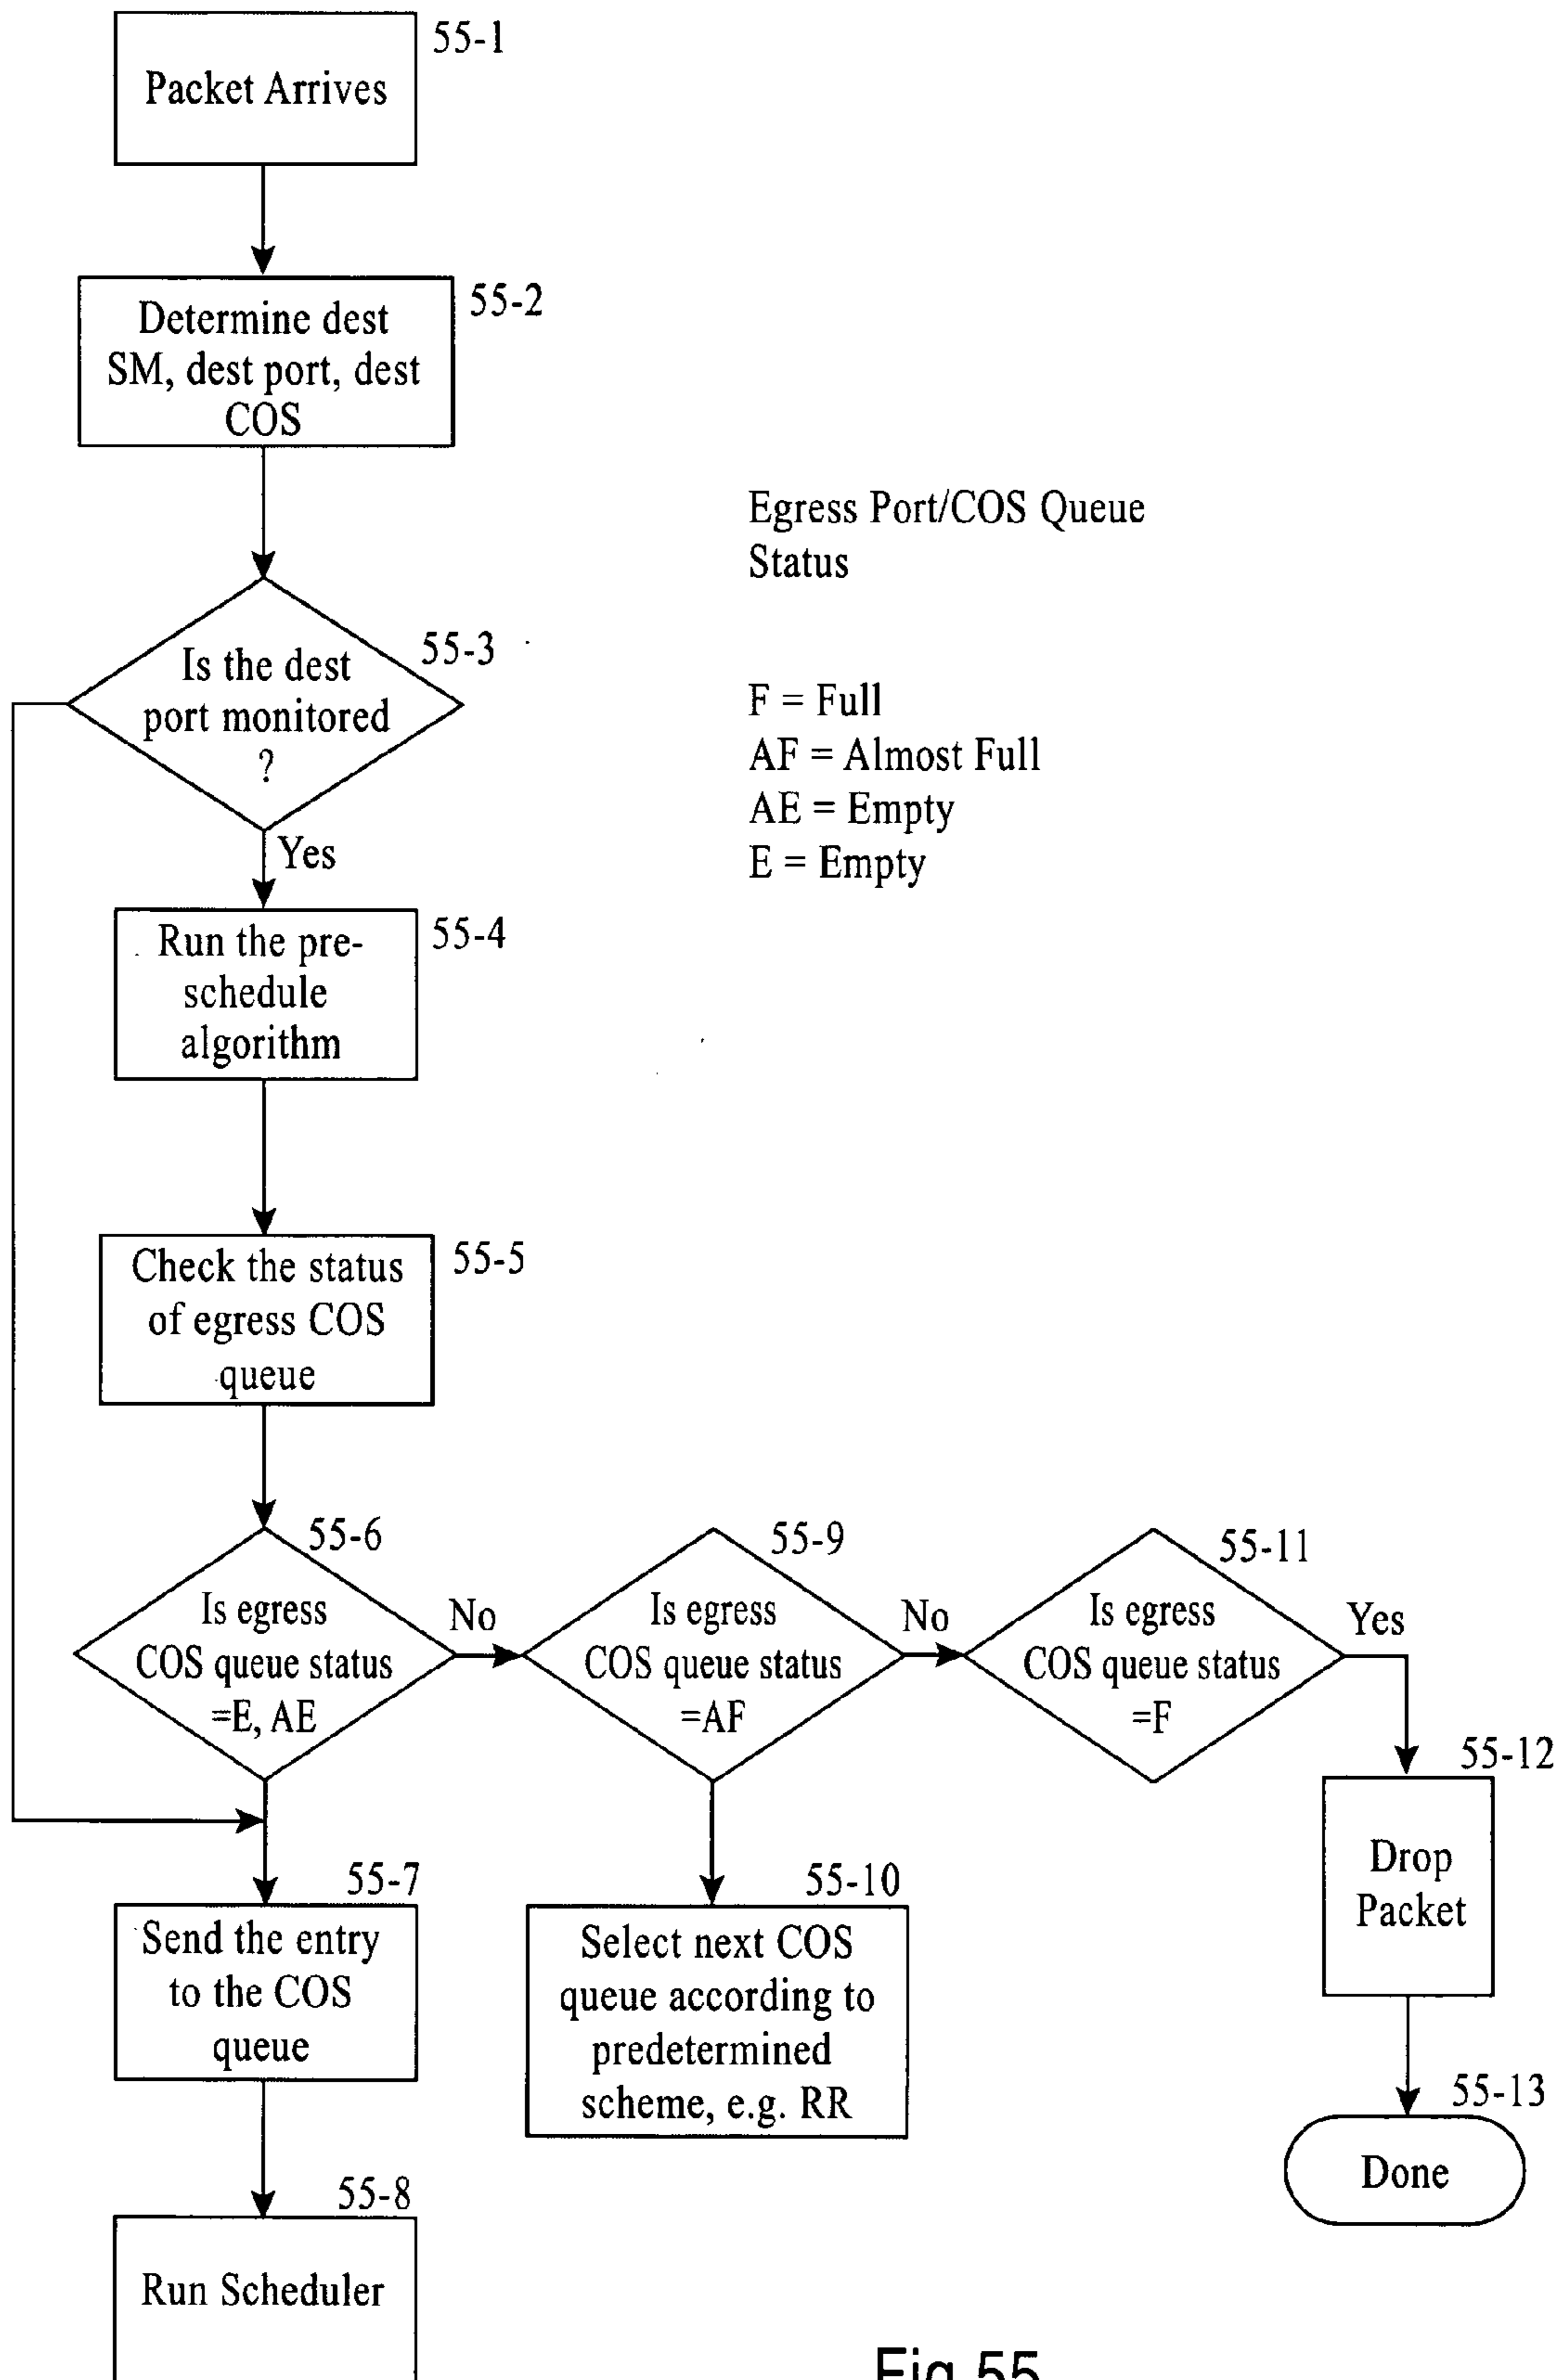 55-1
Packet Arrives
55-2
Determine dest
SM, dest port, dest
COS
Egress Port/COS Queue
Status
55-3
Is the dest
port monitored
?
F = Full
AF = Almost Full
AE = Empty
E = Empty
Yes
55-4
Run the pre-
schedule
algorithm
55-5
Check the status
of egress COS
queue
55-6
Is egress
COS queue status
=E, AE
No
55-9
Is egress
COS queue status
=AF
No
55-11
Is egress
COS queue status
=F
Yes
55-12
Drop
Packet
55-7
Send the entry
to the COS
queue
55-10
Select next COS
queue according to
predetermined
scheme, e.g. RR
55-13
Done
55-8
Run Scheduler
Fig 55